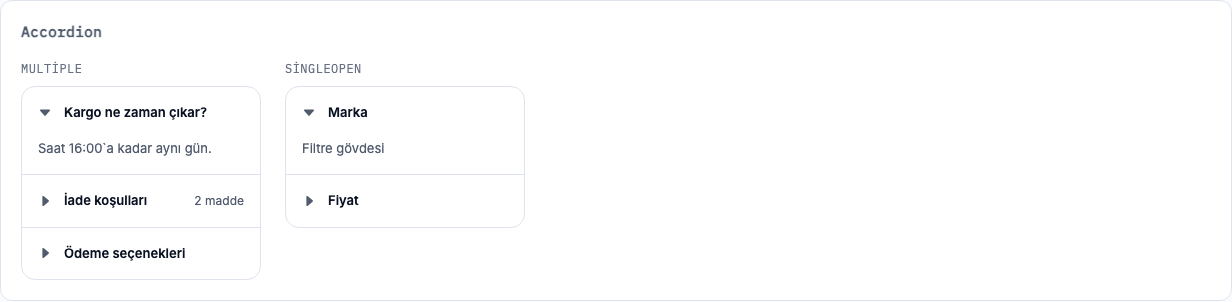 Accordion
MULTİPLE
Kargo ne zaman çıkar?
Saat 16:00`a kadar aynı gün.
İade koşulları 2 madde
Ödeme seçenekleri
SİNGLEOPEN
Marka
Filtre gövdesi
Fiyat